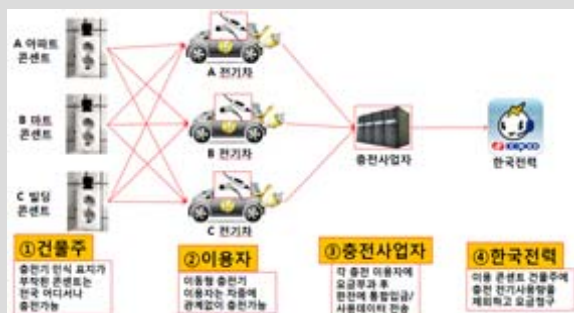 A 아파트
콘센트
A 전기차
B 마트
콘센트
B 전기차
충전사업자
한국전력
C 빌딩
콘센트
C 전기차
①건물주
충전기 인식 표지가
부착된 콘센트는
전국 어디서나
충전가능
②이용자
이동형 충전기
이용자는 차종에
관계없이 충전가능
③충전사업자
각 충전 이용자에
요금부과 후
한전에 통합입금/
사용데이터 전송
④한국전력
이용 콘센트 건물주에
충전 전기사용량을
제외하고 요금청구